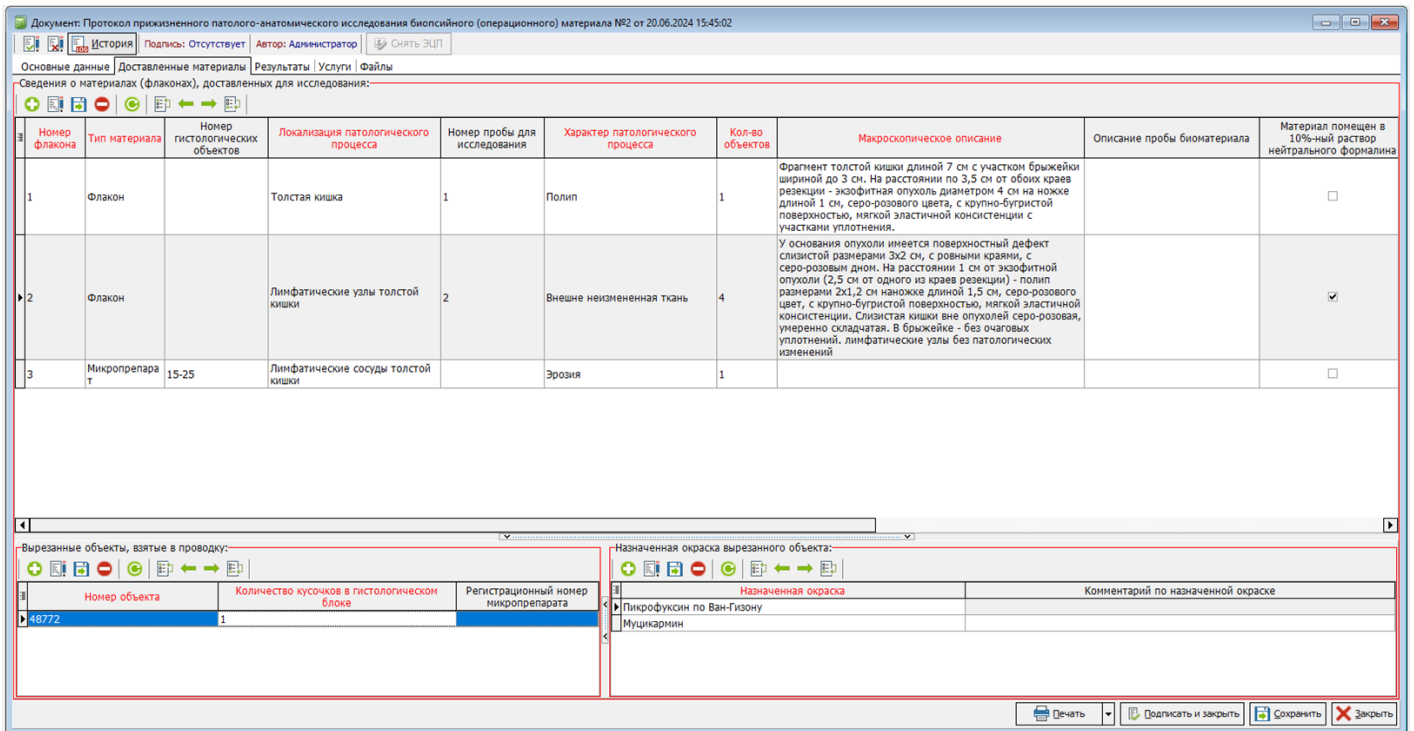 Документ: Протокол прижизненного патолого-анатомического исследования биопсийного (операционного) материала №2 от 20.06.2024 15:45:02
История Подпись: Отсутствует Автор: Администратор Снять ЭЦП
Основные данные Доставленные материалы Результаты Услуги Файлы
Сведения о материалах (флаконах), доставленных для исследования:
Номер флакона Тип материала Номер гистологических объектов Локализация патологического процесса Номер пробы для исследования Характер патологического процесса Кол-во объектов Макроскопическое описание Описание пробы биоматериала Материал помещен в 10%-ный раствор нейтрального формалина
1 Флакон Толстая кишка 1 Полип 1
Фрагмент толстой кишки длиной 7 см с участком брыжейки
шириной до 3 см. На расстоянии по 3,5 см от обоих краев
резекции - экзофитная опухоль диаметром 4 см на ножке
длиной 1 см, серо-розового цвета, с крупно-бугристой
поверхностью, мягкой эластичной консистенции с
участками уплотнения.
2 Флакон Лимфатические узлы толстой кишки 2 Внешне неизмененная ткань 4
У основания опухоли имеется поверхностный дефект
слизистой размерами 3х2 см, с ровными краями, с
серо-розовым дном. На расстоянии 1 см от экзофитной
опухоли (2,5 см от одного из краев резекции) - полип
размерами 2х1,2 см наножке длиной 1,5 см, серо-розового
цвет, с крупно-бугристой поверхностью, мягкой эластичной
консистенции. Слизистая кишки вне опухолей серо-розовая,
умеренно складчатая. В брыжейке - без очаговых
уплотнений. лимфатические узлы без патологических
изменений
3 Микропрепарат 15-25 Лимфатические сосуды толстой кишки Эрозия 1
Вырезанные объекты, взятые в проводку:
Номер объекта Количество кусочков в гистологическом блоке Регистрационный номер микропрепарата
48772 1
Назначенная окраска вырезанного объекта:
Назначенная окраска Комментарий по назначенной окраске
Пикрофуксин по Ван-Гизону
Муцикармин
Печать Подписать и закрыть Сохранить Закрыть